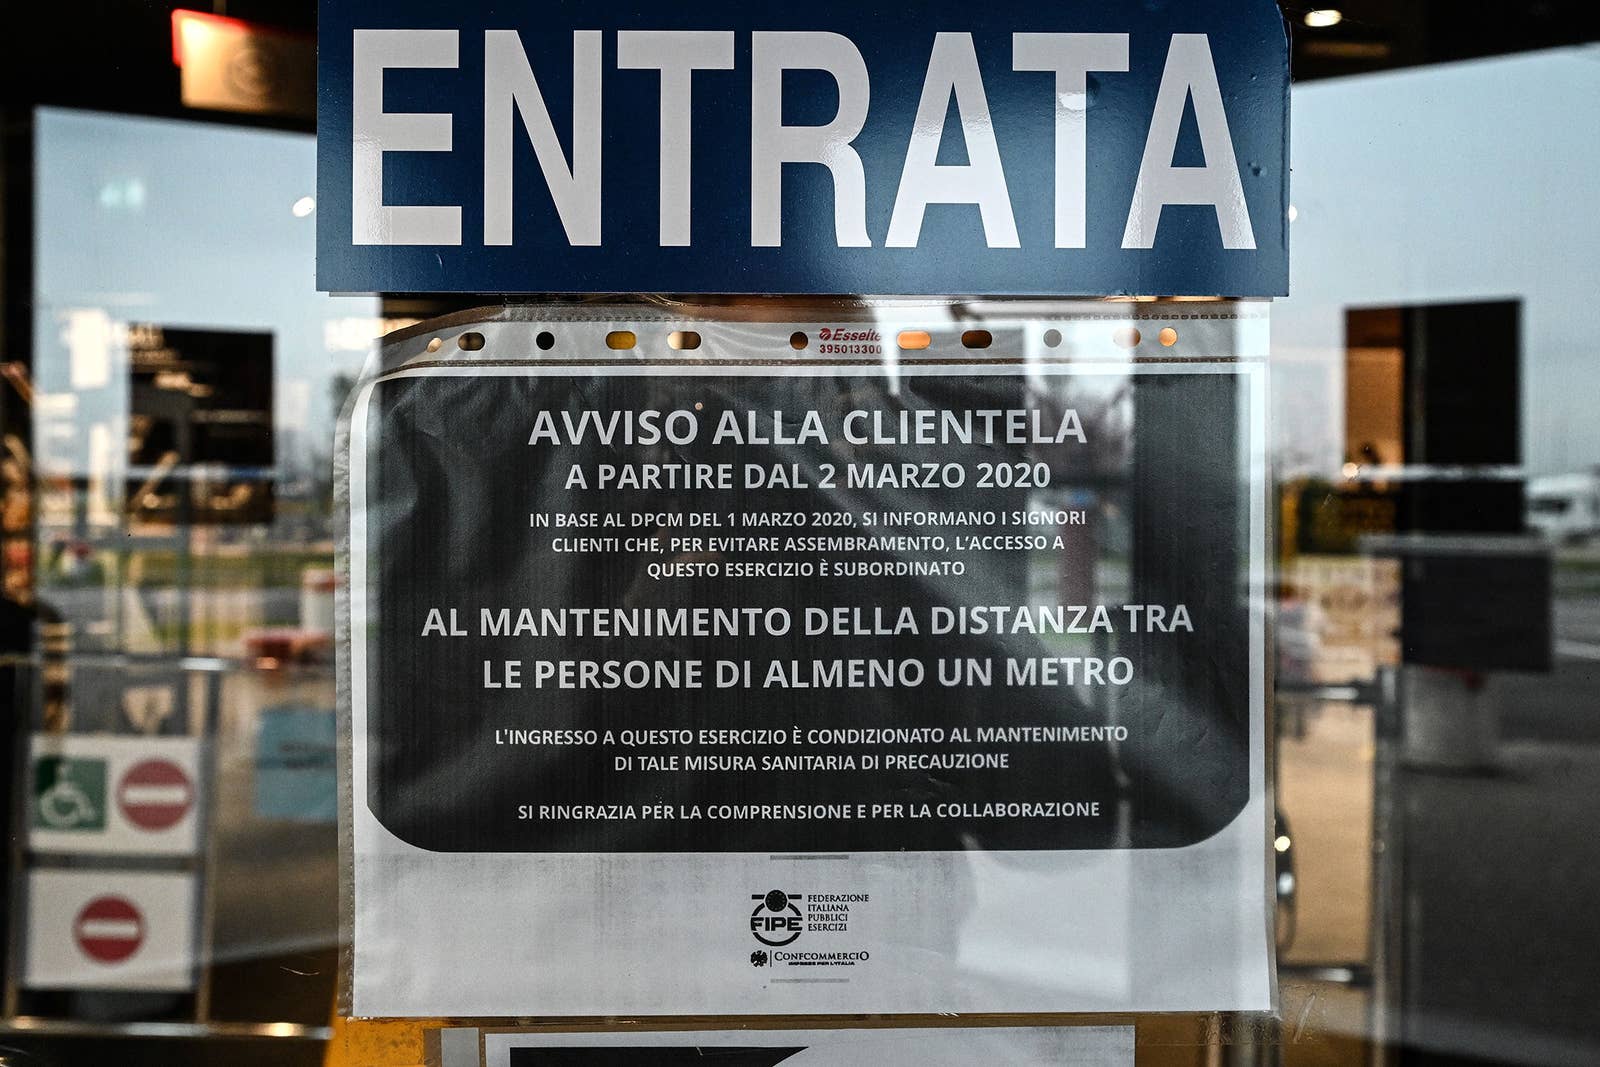 ENTRATA
Esselte
395013300
AVVISO ALLA CLIENTELA
A PARTIRE DAL 2 MARZO 2020
IN BASE AL DPCM DEL 1 MARZO 2020, SI INFORMANO I SIGNORI
CLIENTI CHE, PER EVITARE ASSEMBRAMENTO, L'ACCESSO A
QUESTO ESERCIZIO È SUBORDINATO
AL MANTENIMENTO DELLA DISTANZA TRA
LE PERSONE DI ALMENO UN METRO
L'INGRESSO A QUESTO ESERCIZIO È CONDIZIONATO AL MANTENIMENTO
DI TALE MISURA SANITARIA DI PRECAUZIONE
SI RINGRAZIA PER LA COMPRENSIONE E PER LA COLLABORAZIONE
FIPE
FEDERAZIONE
ITALIANA
PUBBLICI
ESERCIZI
CONFCOMMERCIO
IMPRESE PER L'ITALIA